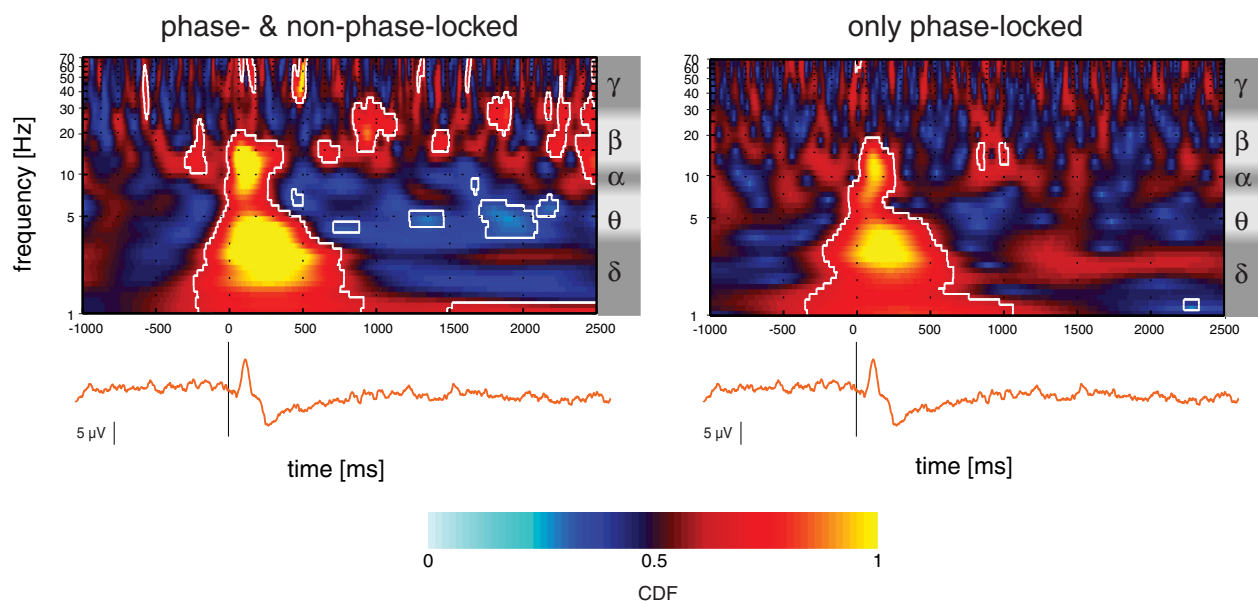 phase- & non-phase-locked
only phase-locked
frequency [Hz]
70
60
50
40
30
20
10
5
1
γ
β
α
θ
δ
-1000 -500 0 500 1000 1500 2000 2500
70
60
50
40
30
20
10
5
1
γ
β
α
θ
δ
-1000 -500 0 500 1000 1500 2000 2500
5 µV
time [ms]
5 µV
time [ms]
0 0.5 1
CDF